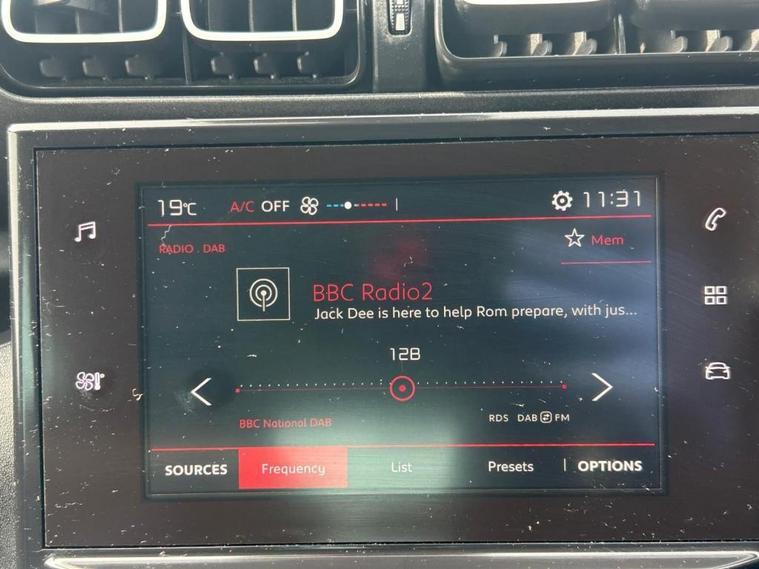 19°C A/C OFF 11:31
RADIO . DAB
Mem
BBC Radio2
Jack Dee is here to help Rom prepare, with jus...
12B
BBC National DAB
RDS DAB FM
SOURCES Frequency List Presets OPTIONS